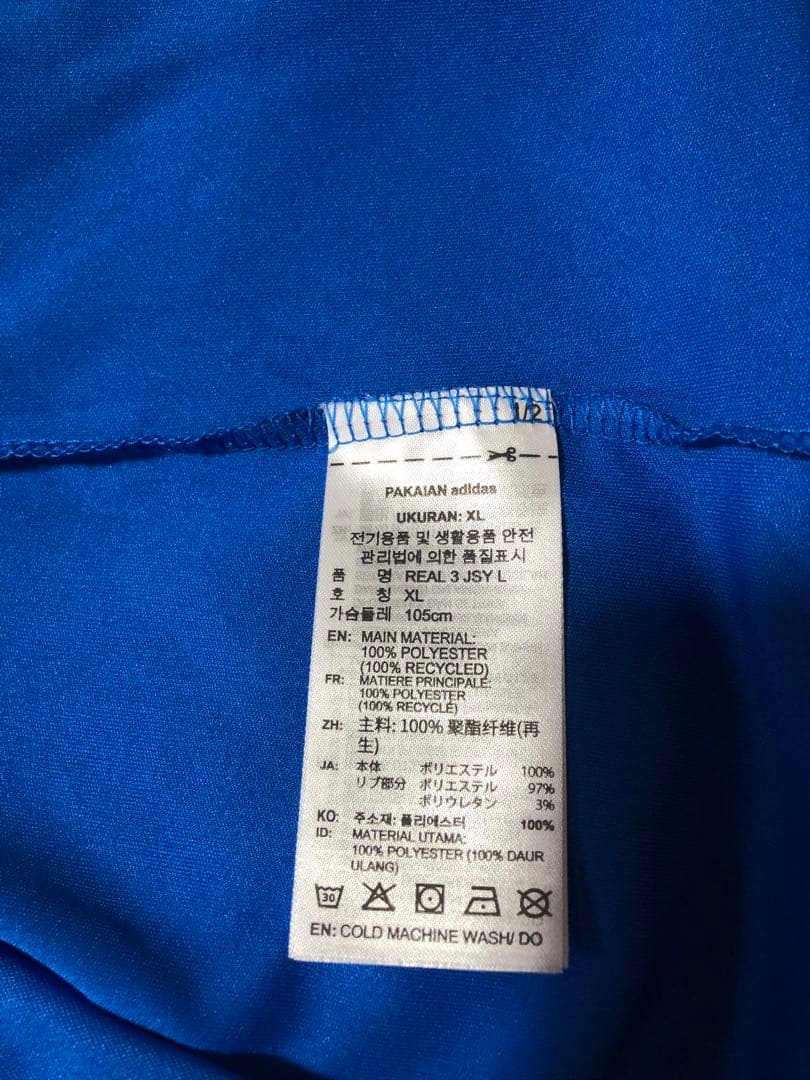 1/2
PAKAIAN adidas
UKURAN: XL
전기용품 및 생활용품 안전
관리법에 의한 품질표시
품 명 REAL 3 JSY L
호 칭 XL
가슴둘레 105cm
EN: MAIN MATERIAL:
100% POLYESTER
(100% RECYCLED)
FR: MATIERE PRINCIPALE:
100% POLYESTER
(100% RECYCLÉ)
ZH: 主料: 100% 聚酯纤维(再
生)
JA: 本体 ポリエステル 100%
リブ部分 ポリエステル 97%
ポリウレタン 3%
KO: 주소재: 폴리에스터 100%
ID: MATERIAL UTAMA:
100% POLYESTER (100% DAUR
ULANG)
30
EN: COLD MACHINE WASH/ DO